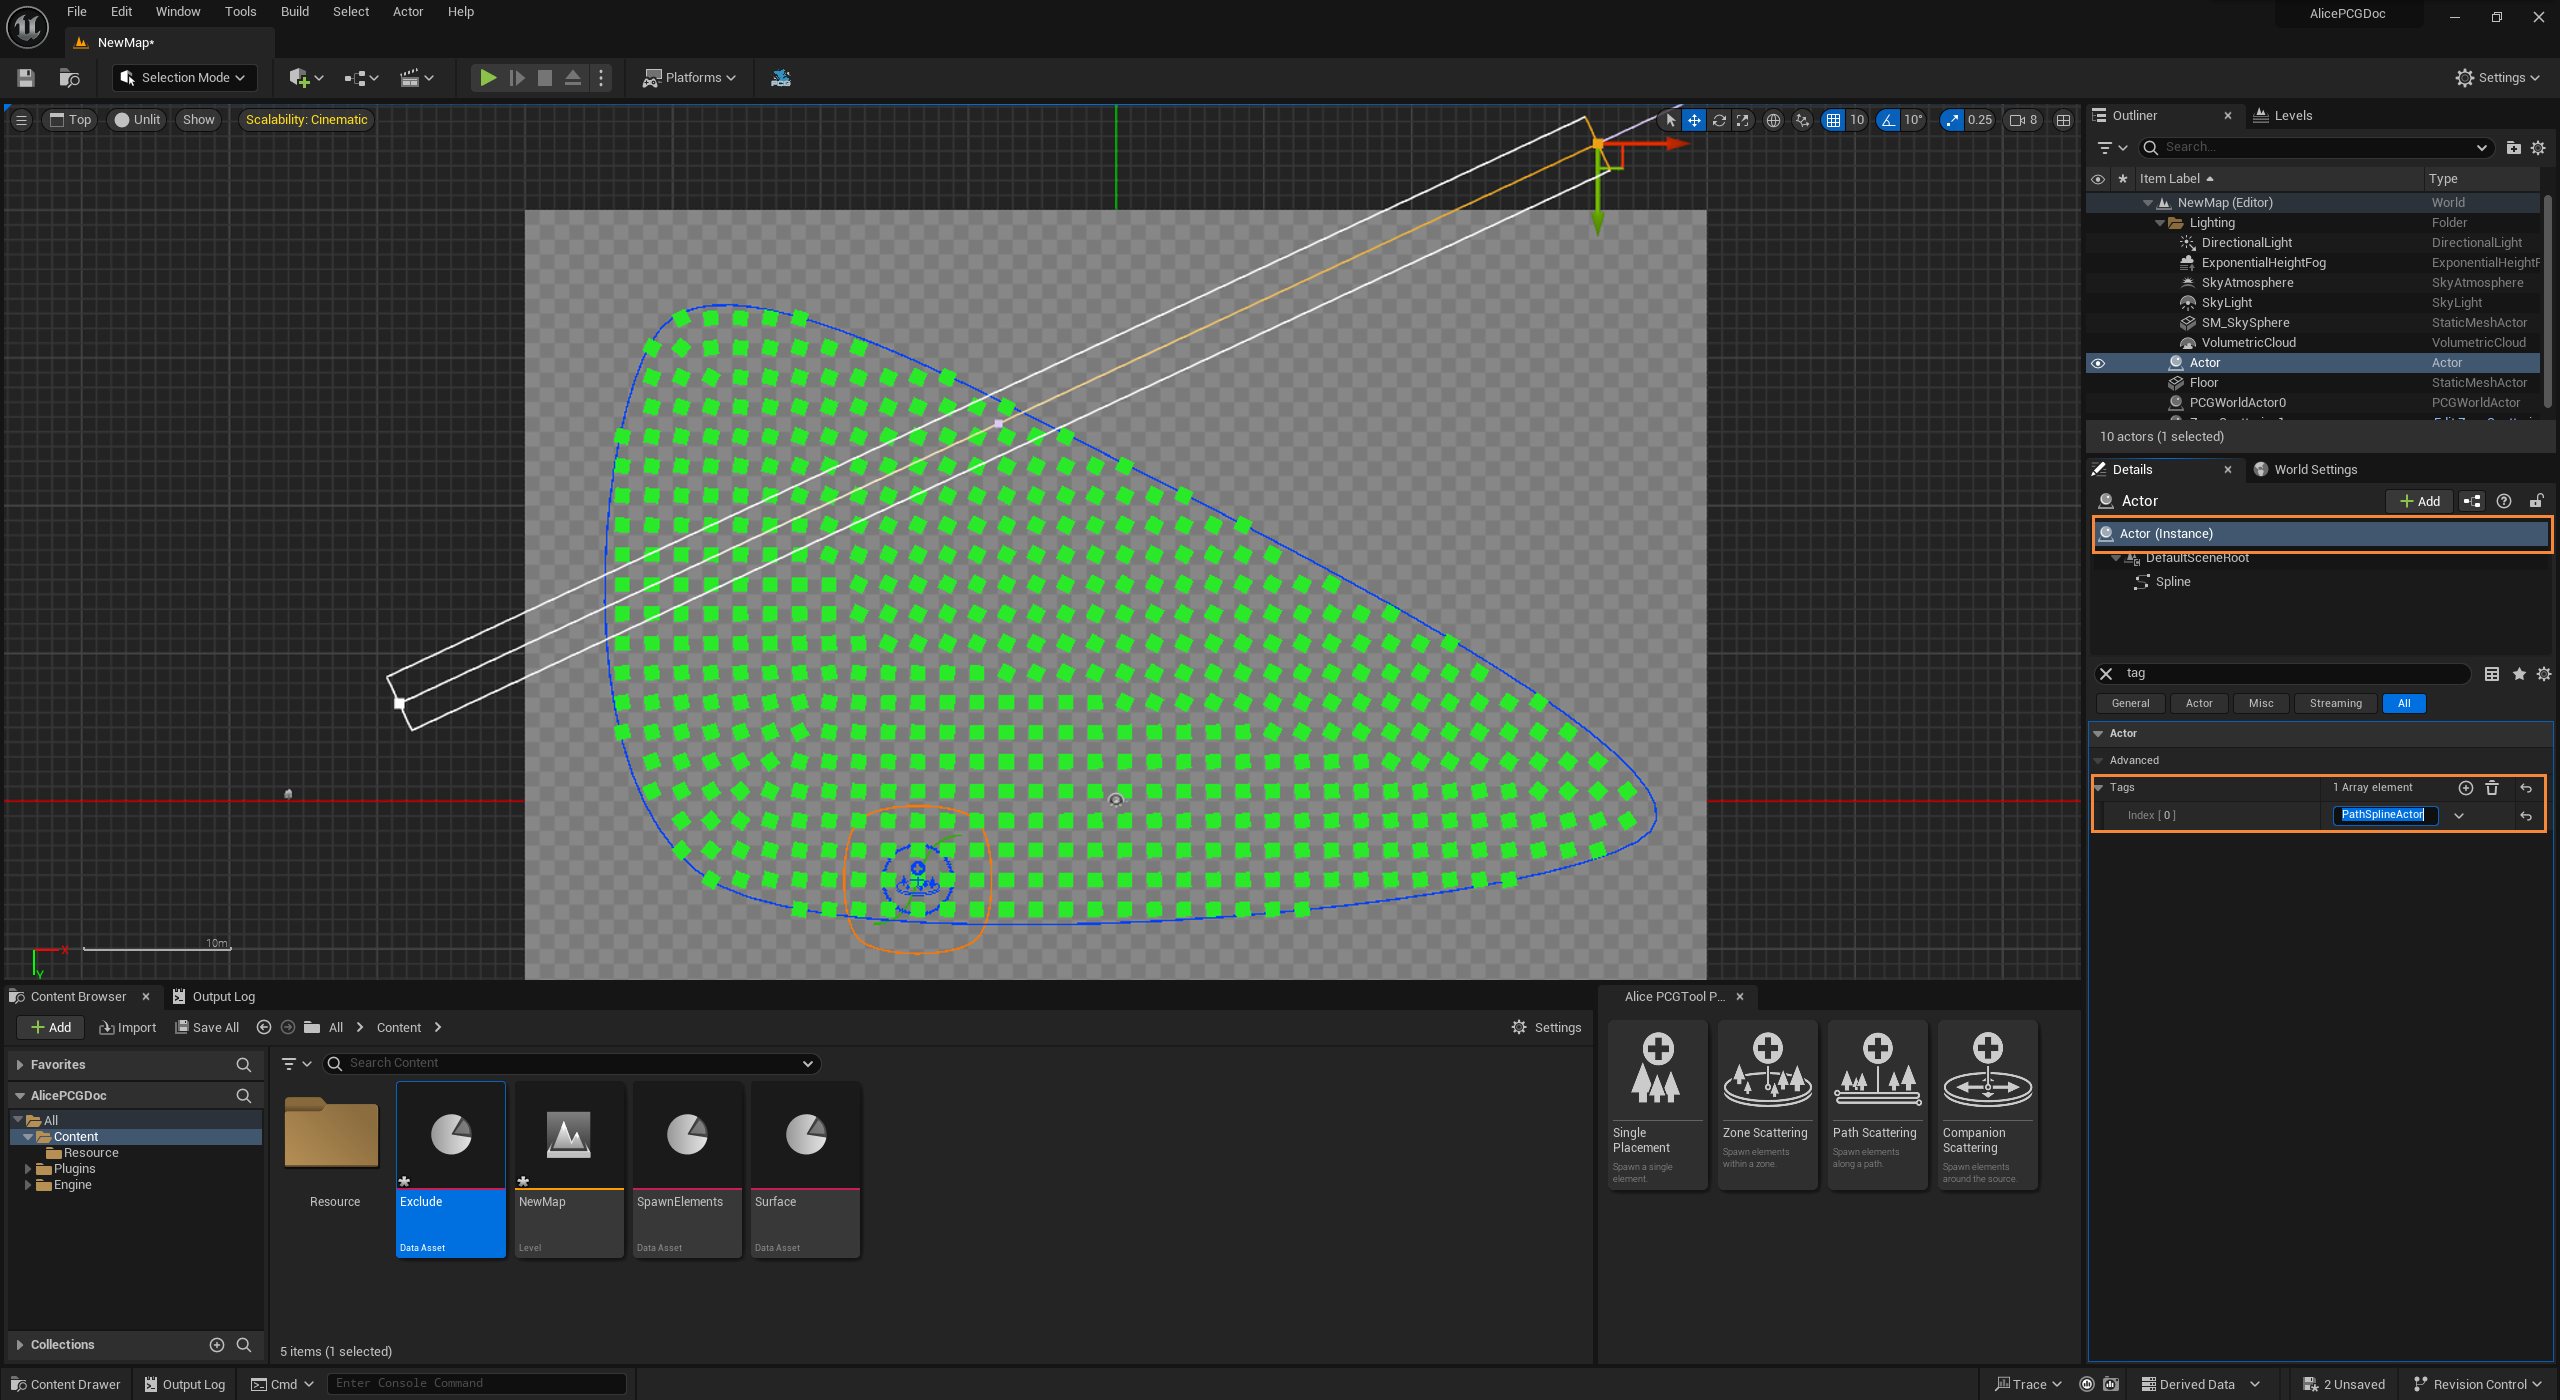 File Edit Window Tools Build Select Actor Help
AlicePCGDoc
NewMap*
Selection Mode
Platforms
Settings
Top
Unlit
Show
Scalability: Cinematic
10
10°
0.25
8
10m
X
Y
Outliner
Levels
Search...
Item Label
Type
NewMap (Editor) World
Lighting Folder
DirectionalLight DirectionalLight
ExponentialHeightFog ExponentialHeightF
SkyAtmosphere SkyAtmosphere
SkyLight SkyLight
SM_SkySphere StaticMeshActor
VolumetricCloud VolumetricCloud
Actor Actor
Floor StaticMeshActor
PCGWorldActor0 PCGWorldActor
10 actors (1 selected)
Details
World Settings
Actor
Add
Actor (Instance)
DefaultSceneRoot
Spline
tag
General Actor Misc Streaming All
Actor
Advanced
Tags 1 Array element
Index [ 0 ] PathSplineActor
Content Browser
Output Log
Add
Import
Save All
All
Content
Settings
Favorites
AlicePCGDoc
All
Content
Resource
Plugins
Engine
Collections
Search Content
Resource
Exclude
Data Asset
NewMap
Level
SpawnElements
Data Asset
Surface
Data Asset
5 items (1 selected)
Alice PCGTool P...
Single
Placement
Spawn a single
element.
Zone Scattering
Spawn elements
within a zone.
Path Scattering
Spawn elements
along a path.
Companion
Scattering
Spawn elements
around the source.
Content Drawer
Output Log
Cmd
Enter Console Command
Trace
Derived Data
2 Unsaved
Revision Control